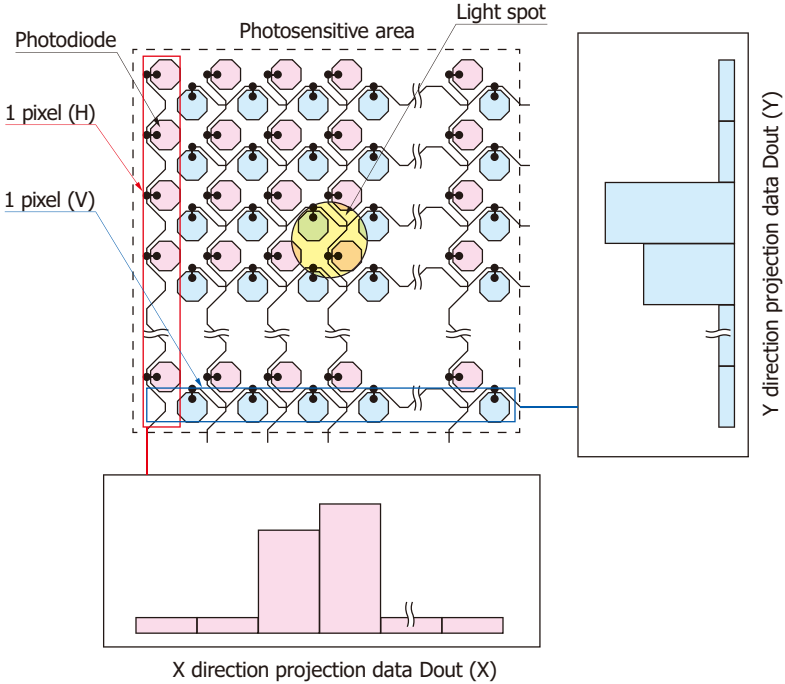 Light spot
Photosensitive area
Photodiode
1 pixel (H)
1 pixel (V)
Y direction projection data Dout (Y)
X direction projection data Dout (X)